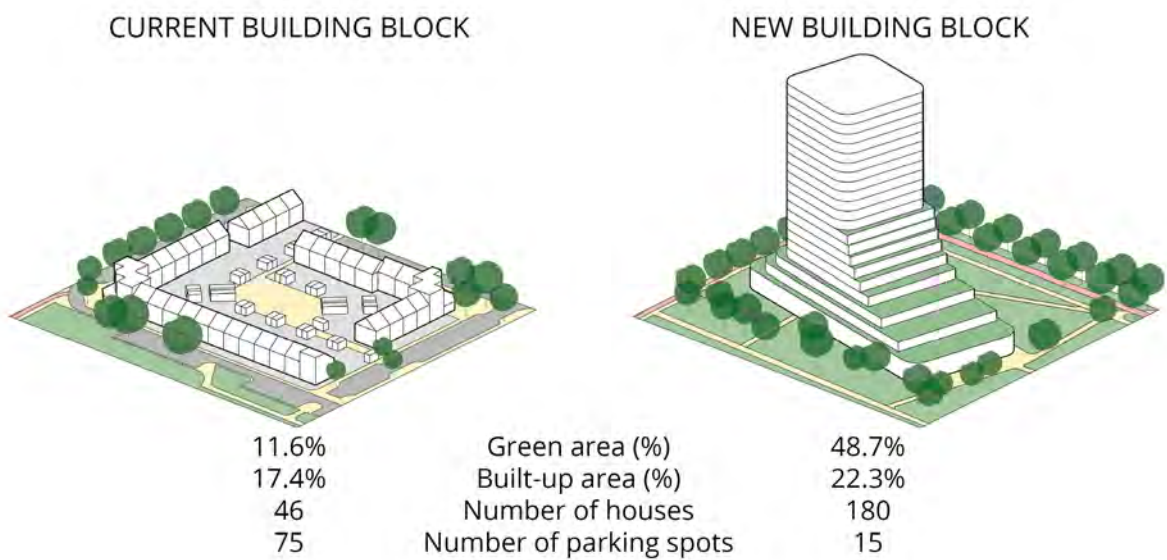 CURRENT BUILDING BLOCK NEW BUILDING BLOCK
11.6% Green area (%) 48.7%
17.4% Built-up area (%) 22.3%
46 Number of houses 180
75 Number of parking spots 15